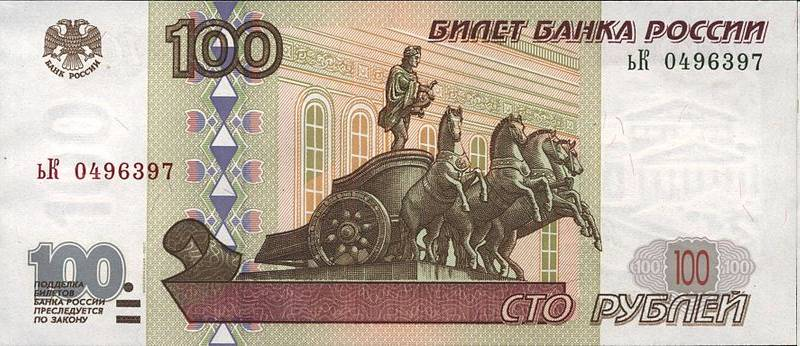 100
БИЛЕТ БАНКА РОССИИ
БАНК РОССИИ
ьК 0496397
ьК 0496397
100
ПОДДЕЛКА
БИЛЕТОВ
БАНКА РОССИИ
ПРЕСЛЕДУЕТСЯ
ПО ЗАКОНУ
100 100 100
СТО РУБЛЕЙ